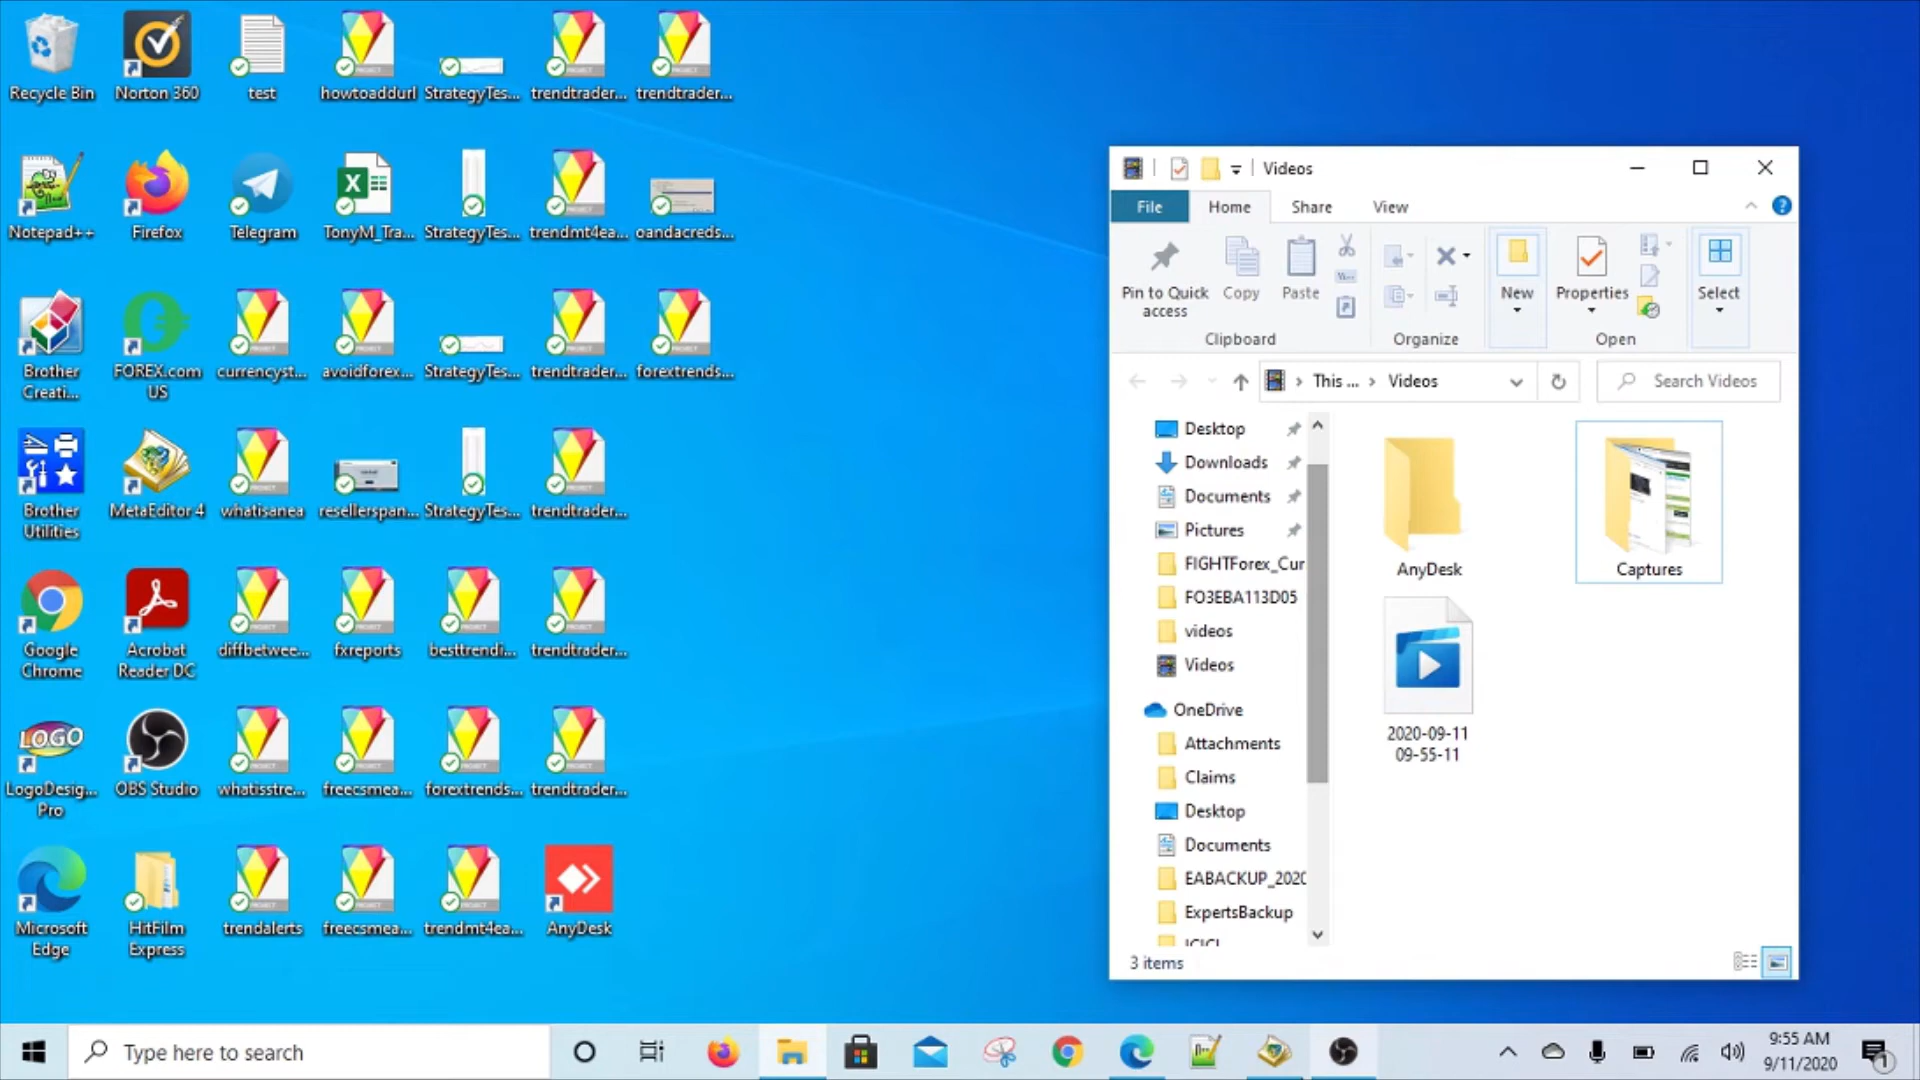 Recycle Bin
Norton 360
test
howtoaddurl
StrategyTes...
trendtrader...
trendtrader...
Notepad++
Firefox
Telegram
TonyM_Tra...
StrategyTes...
trendmt4ea...
oandacreds...
Brother
Creati...
FOREX.com
US
currencyst...
avoidforex...
StrategyTes...
trendtrader...
forextrends...
Brother
Utilities
MetaEditor 4
whatisanea
resellerspan...
StrategyTes...
trendtrader...
Google
Chrome
Acrobat
Reader DC
diffbetwee...
fxreports
besttrendi...
trendtrader...
LOGO
LogoDesig...
Pro
OBS Studio
whatisstre...
freecsmea...
forextrends...
trendtrader...
Microsoft
Edge
HitFilm
Express
trendalerts
freecsmea...
trendmt4ea...
AnyDesk
Videos
File
Home
Share
View
Pin to Quick
access
Copy
Paste
New
Properties
Select
Clipboard
Organize
Open
This ...
Videos
Search Videos
Desktop
Downloads
Documents
Pictures
FIGHTForex_Cur
FO3EBA113D05
videos
Videos
OneDrive
Attachments
Claims
Desktop
Documents
EABACKUP_2020
ExpertsBackup
ICICI
AnyDesk
Captures
2020-09-11
09-55-11
3 items
Type here to search
9:55 AM
9/11/2020
1